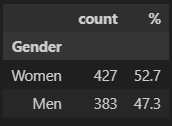 count %
Gender
Women 427 52.7
Men 383 47.3